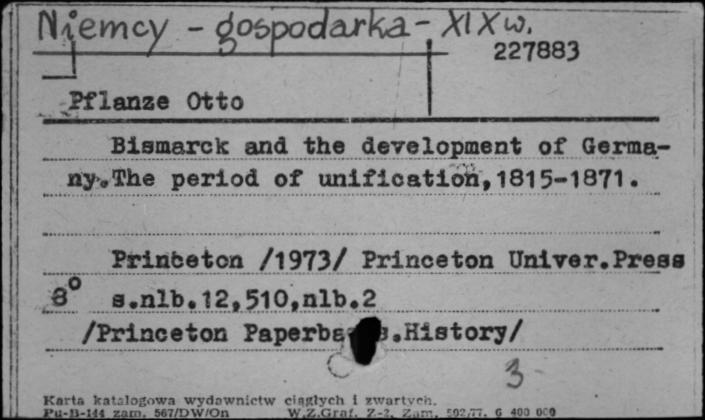 Niemcy - gospodarka - XIX w.
227883
Pflanze Otto
Bismarck and the development of Germa-
ny.The period of unification,1815-1871.
Princeton /1973/ Princeton Univer.Press
8° s.nlb.12,510,nlb.2
/Princeton .History/
3
Karta katalogowa wydawnictw ciągłych i zwartych.
Pu-B-144 zam. 567/DW/On W.Z.Graf. Z-2. Zam. 592/77. G 400 000